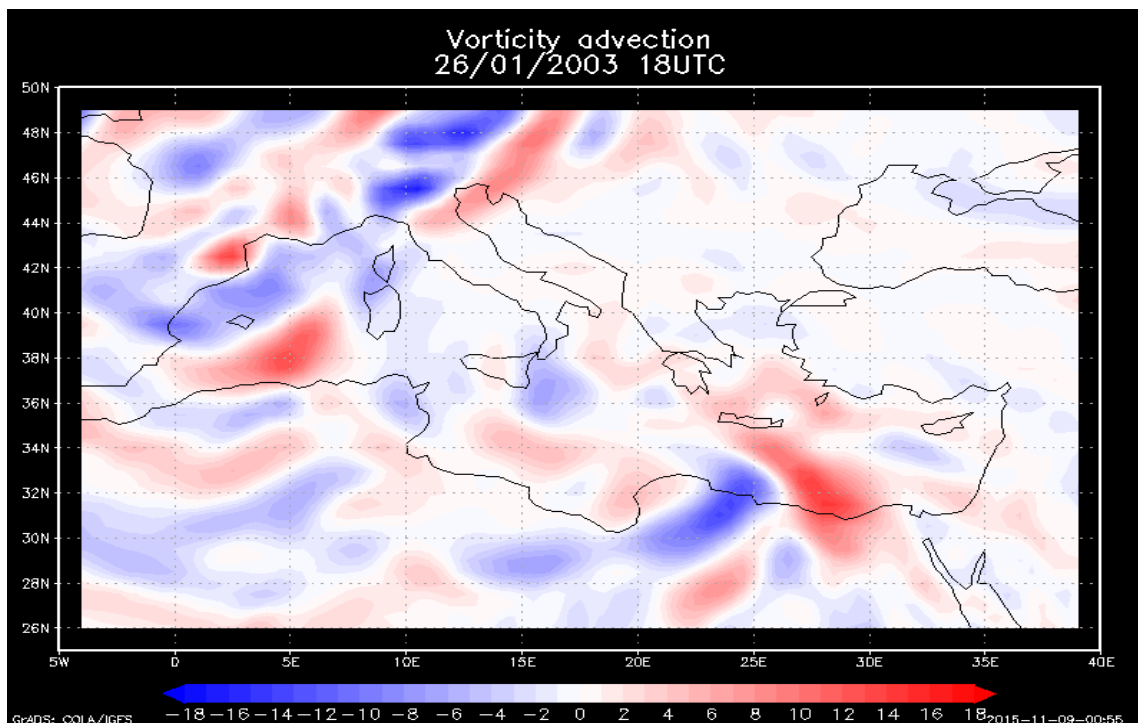 Vorticity advection
26/01/2003 18UTC
50N
48N
46N
44N
42N
40N
38N
36N
34N
32N
30N
28N
26N
5W 0 5E 10E 15E 20E 25E 30E 35E 40E
-18 -16 -14 -12 -10 -8 -6 -4 -2 0 2 4 6 8 10 12 14 16 18
GrADS: COLA/IGES 2015-11-09-00:55